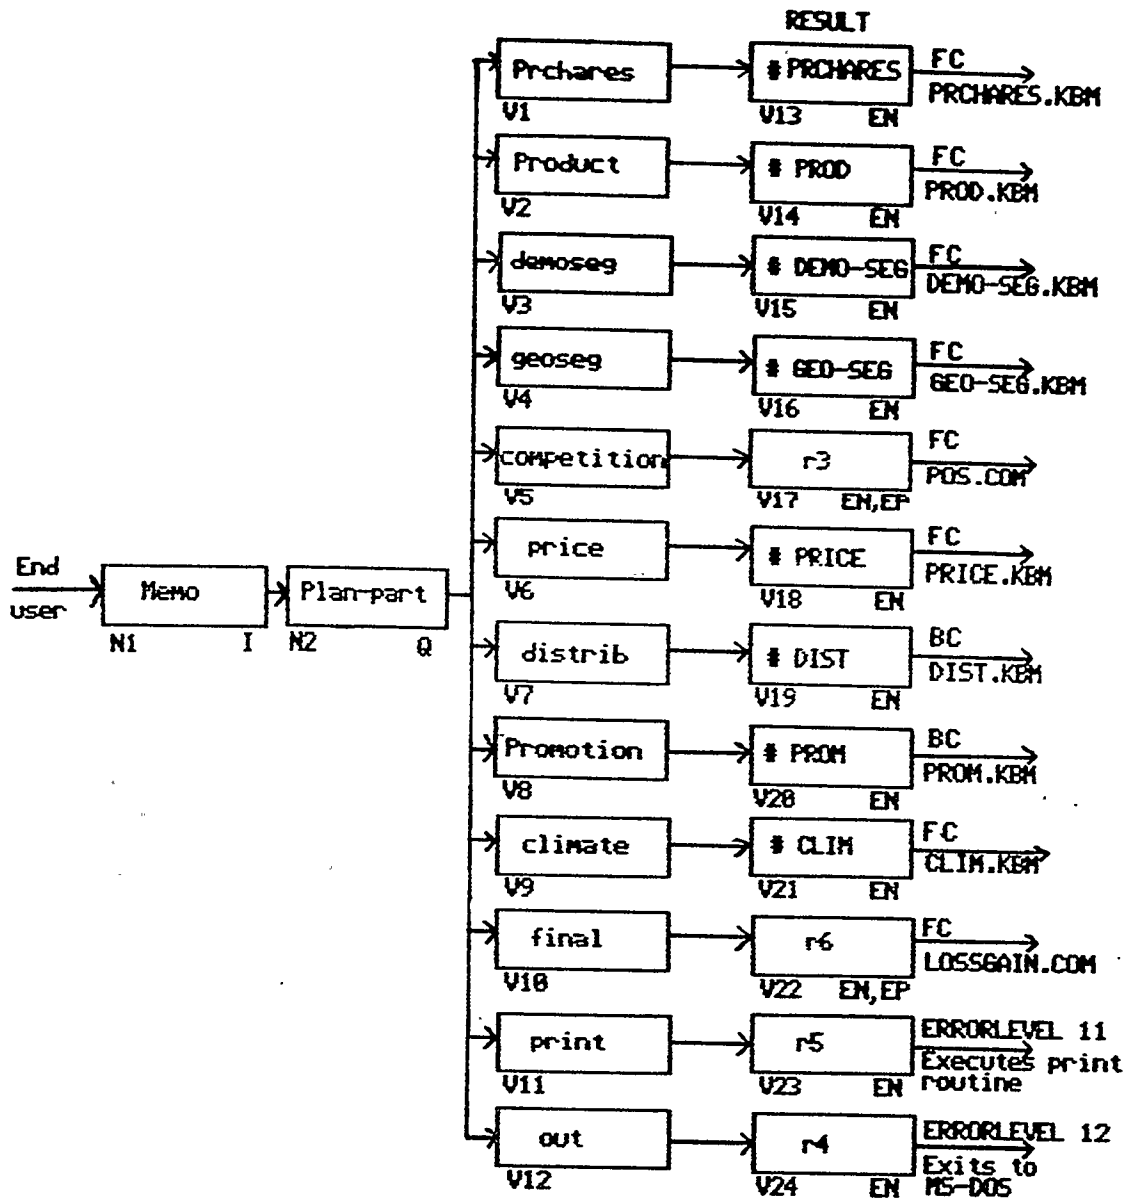 RESULT
Prchares
# PRCHARES
FC
PRCHARES.KBM
V1
V13 EN
Product
# PROD
FC
PROD.KBM
V2
V14 EN
demoseg
# DEMO-SEG
FC
DEMO-SEG.KBM
V3
V15 EN
geoseg
# GEO-SEG
FC
GEO-SEG.KBM
V4
V16 EN
competition
r3
FC
POS.COM
V5
V17 EN,EP
price
# PRICE
FC
PRICE.KBM
V6
V18 EN
End
user
Memo
N1 I
Plan-part
N2 Q
distrib
# DIST
BC
DIST.KBM
V7
V19 EN
Promotion
# PROM
BC
PROM.KBM
V8
V20 EN
climate
# CLIM
FC
CLIM.KBM
V9
V21 EN
final
r6
FC
LOSSGAIN.COM
V10
V22 EN,EP
print
r5
ERRORLEVEL 11
Executes print
routine
V11
V23 EN
out
r4
ERRORLEVEL 12
Exits to
MS-DOS
V12
V24 EN